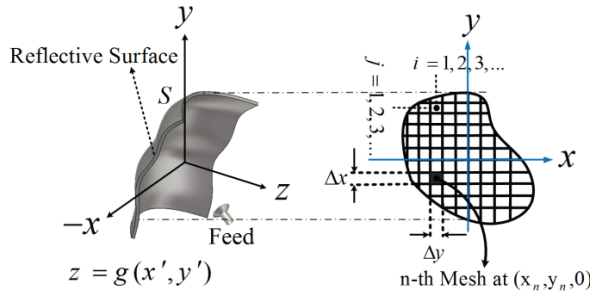 y
Reflective Surface
S
z
−x
Feed
z = g(x′, y′)
y
i = 1, 2, 3, ...
j = 1, 2, 3, ...
x
Δx
Δy
n-th Mesh at (xₙ,yₙ,0)